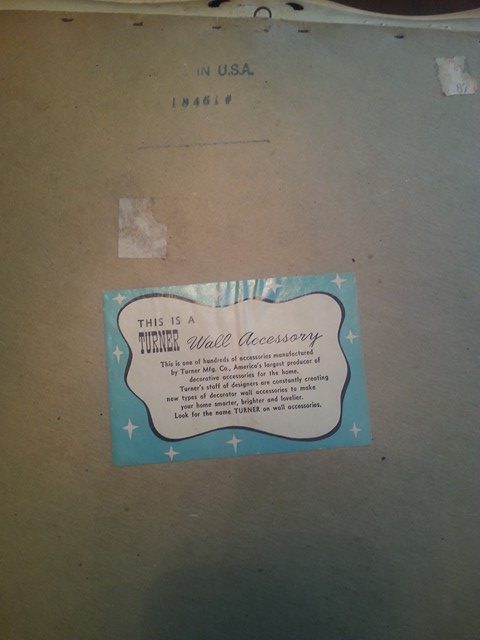 IN U.S.A.
THIS IS A
TURNER Wall Accessory
This is one of hundreds of accessories manufactured
by Turner Mfg. Co., America's largest producer of
decorative accessories for the home.
Turner's staff of designers are constantly creating
new types of decorator wall accessories to make
your home smarter, brighter and lovelier.
Look for the name TURNER on wall accessories.